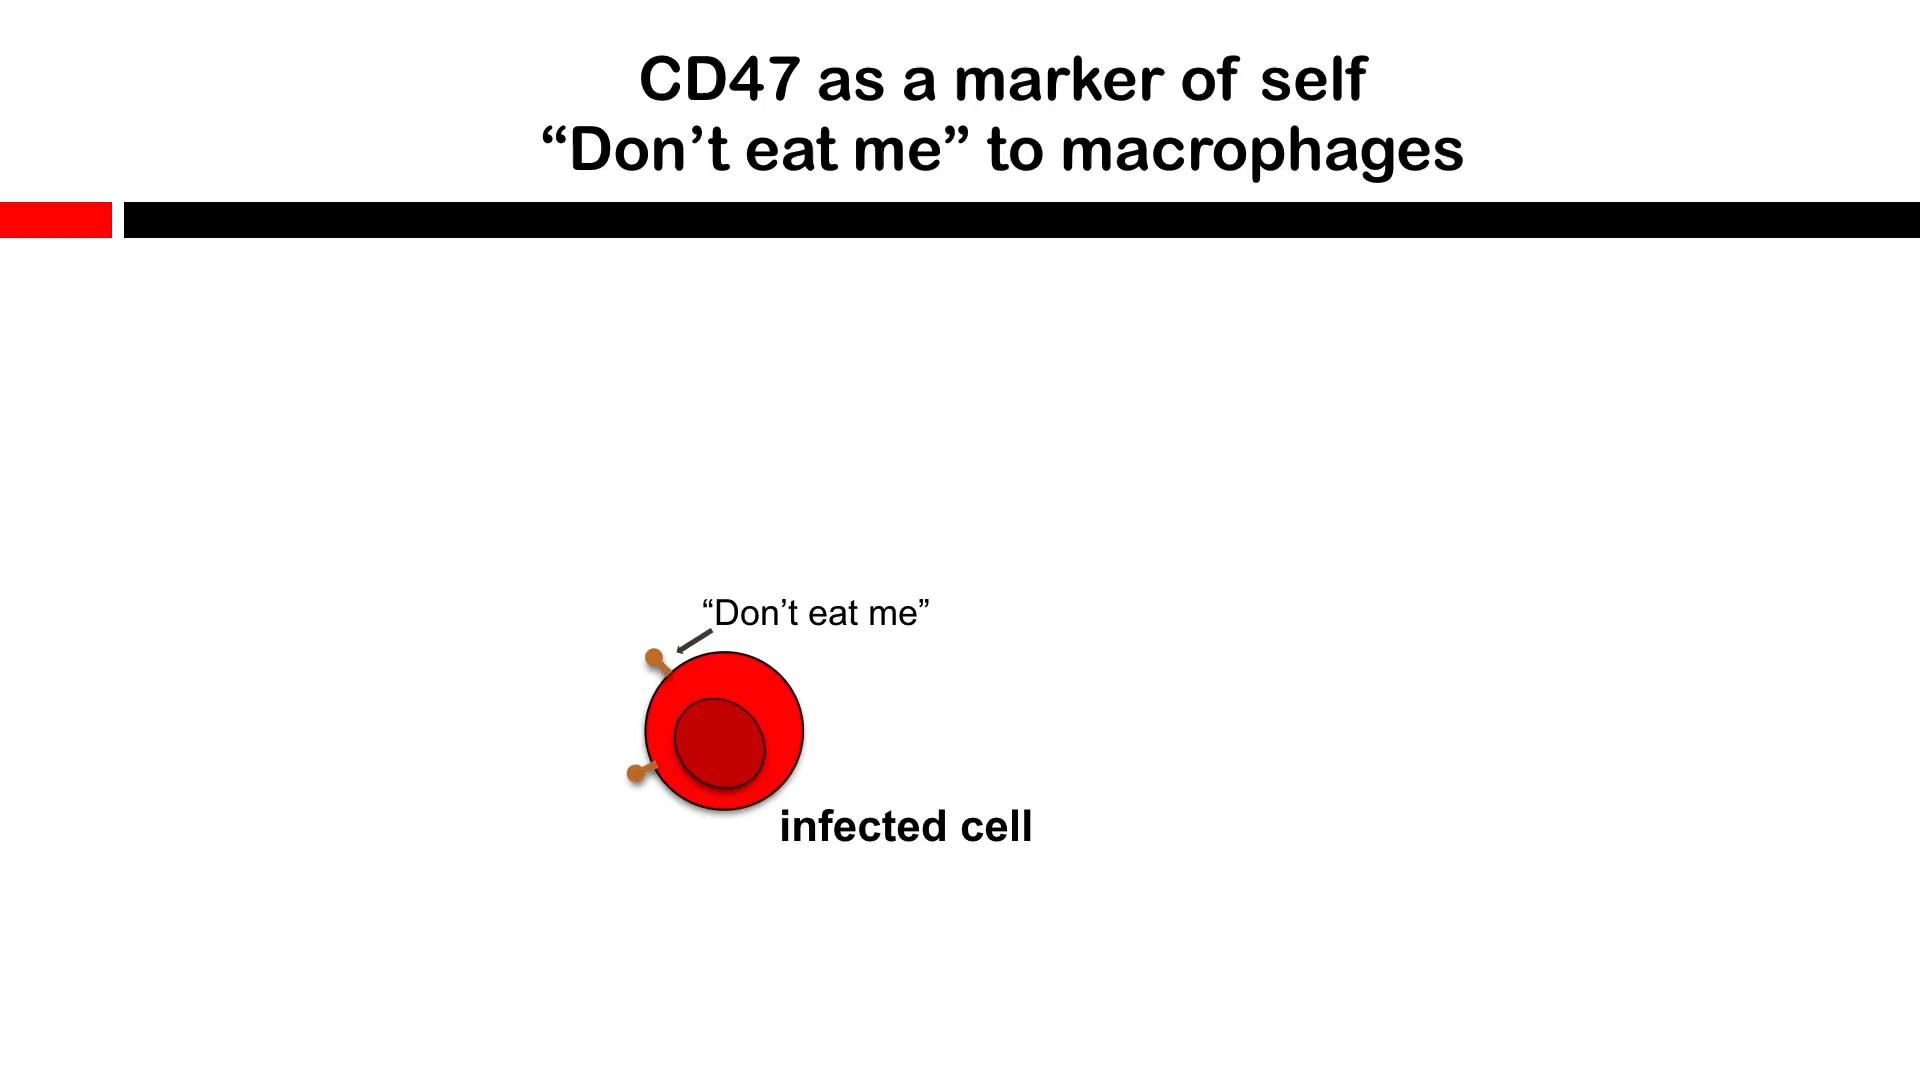 CD47 as a marker of self
“Don’t eat me” to macrophages
“Don’t eat me”
infected cell